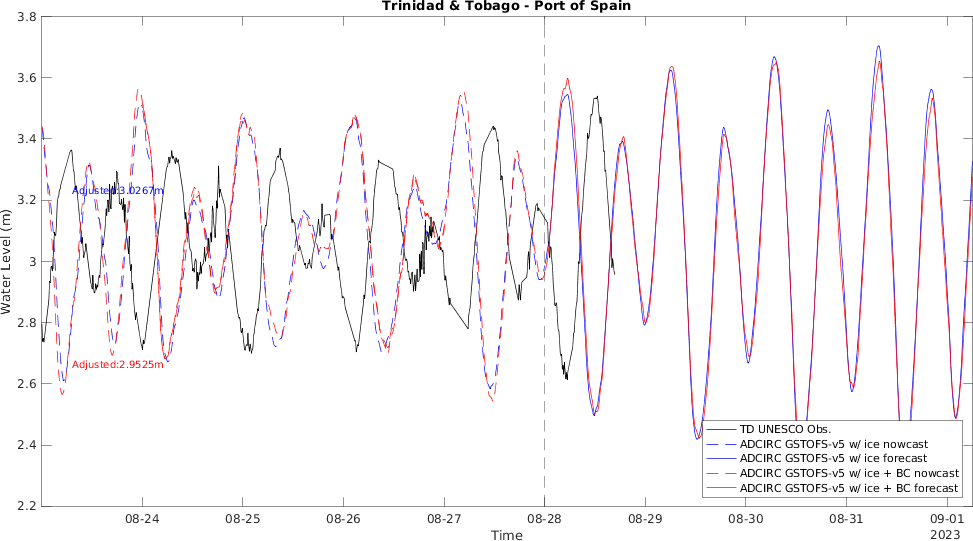 Trinidad & Tobago - Port of Spain
3.8
3.6
3.4
3.2
3
2.8
2.6
2.4
2.2
Water Level (m)
Adjusted:3.0267m
Adjusted:2.9525m
TD UNESCO Obs.
ADCIRC GSTOFS-v5 w/ ice nowcast
ADCIRC GSTOFS-v5 w/ ice forecast
ADCIRC GSTOFS-v5 w/ ice + BC nowcast
ADCIRC GSTOFS-v5 w/ ice + BC forecast
08-24 08-25 08-26 08-27 08-28 08-29 08-30 08-31 09-01
2023
Time